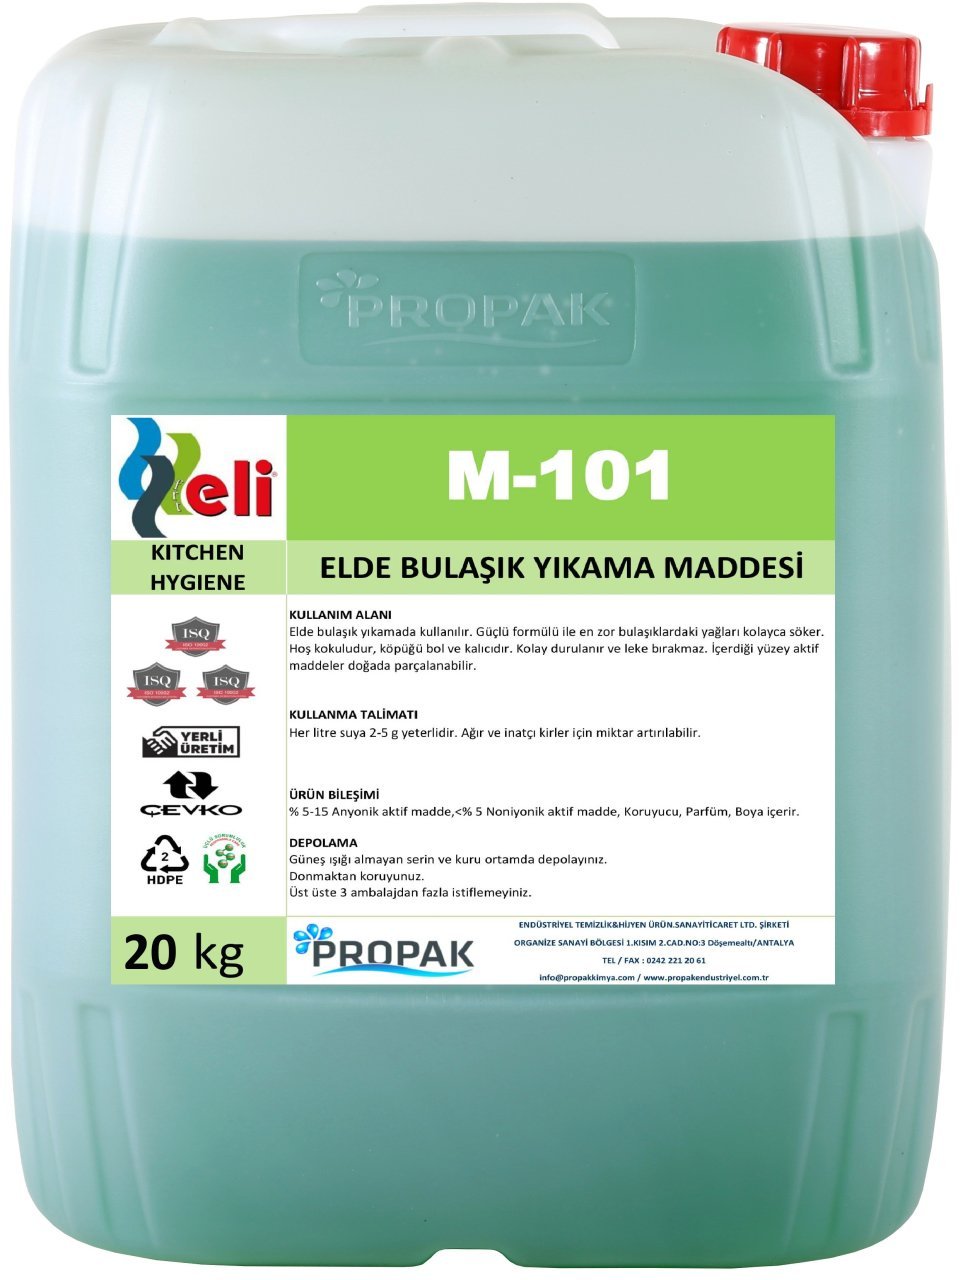 PROPAK
eli
M-101
KITCHEN
HYGIENE
ELDE BULAŞIK YIKAMA MADDESİ
KULLANIM ALANI
Elde bulaşık yıkamada kullanılır. Güçlü formülü ile en zor bulaşıklardaki yağları kolayca söker.
Hoş kokuludur, köpüğü bol ve kalıcıdır. Kolay durulanır ve leke bırakmaz. İçerdiği yüzey aktif
maddeler doğada parçalanabilir.
KULLANMA TALİMATI
Her litre suya 2-5 g yeterlidir. Ağır ve inatçı kirler için miktar artırılabilir.
ÜRÜN BİLEŞİMİ
% 5-15 Anyonik aktif madde,<% 5 Noniyonik aktif madde, Koruyucu, Parfüm, Boya içerir.
DEPOLAMA
Güneş ışığı almayan serin ve kuru ortamda depolayınız.
Donmaktan koruyunuz.
Üst üste 3 ambalajdan fazla istiflemeyiniz.
ISQ
ISQ
ISQ
YERLİ
ÜRETİM
ÇEVKO
2
HDPE
20 kg
PROPAK
ENDÜSTRİYEL TEMİZLİK&HİJYEN ÜRÜN.SANAYİTİCARET LTD. ŞİRKETİ
ORGANİZE SANAYİ BÖLGESİ 1.KISIM 2.CAD.NO:3 Döşemealtı/ANTALYA
TEL / FAX : 0242 221 20 61
info@propakkimya.com / www.propakendustriyel.com.tr